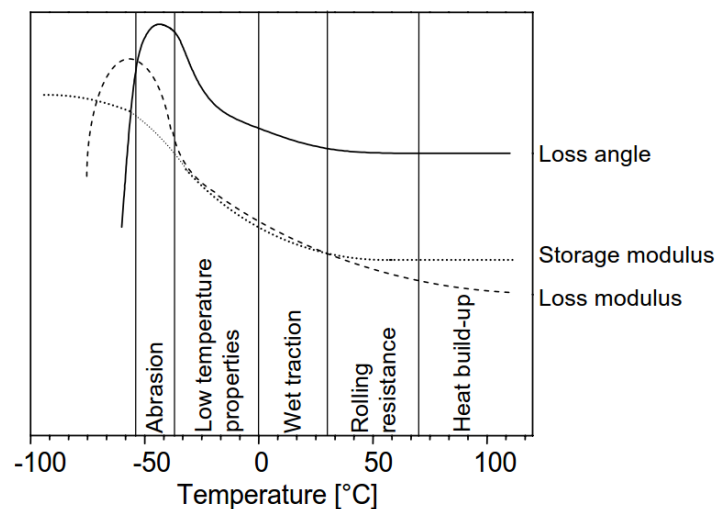 Loss angle
Storage modulus
Loss modulus
Abrasion
Low temperature
properties
Wet traction
Rolling
resistance
Heat build-up
-100
-50
0
50
100
Temperature [°C]